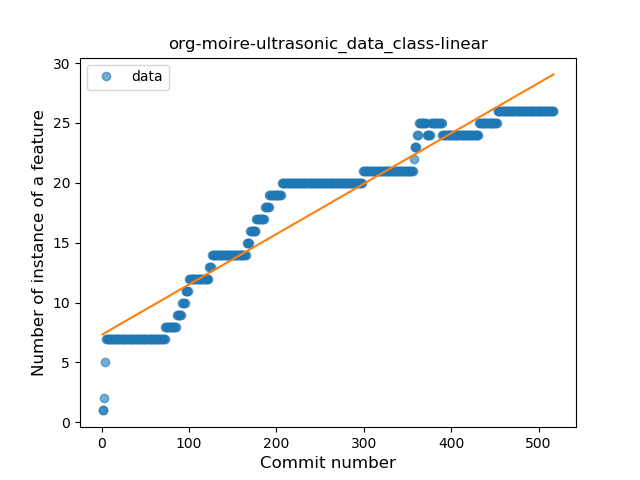 org-moire-ultrasonic_data_class-linear
data
Number of instance of a feature
30
25
20
15
10
5
0
0 100 200 300 400 500
Commit number